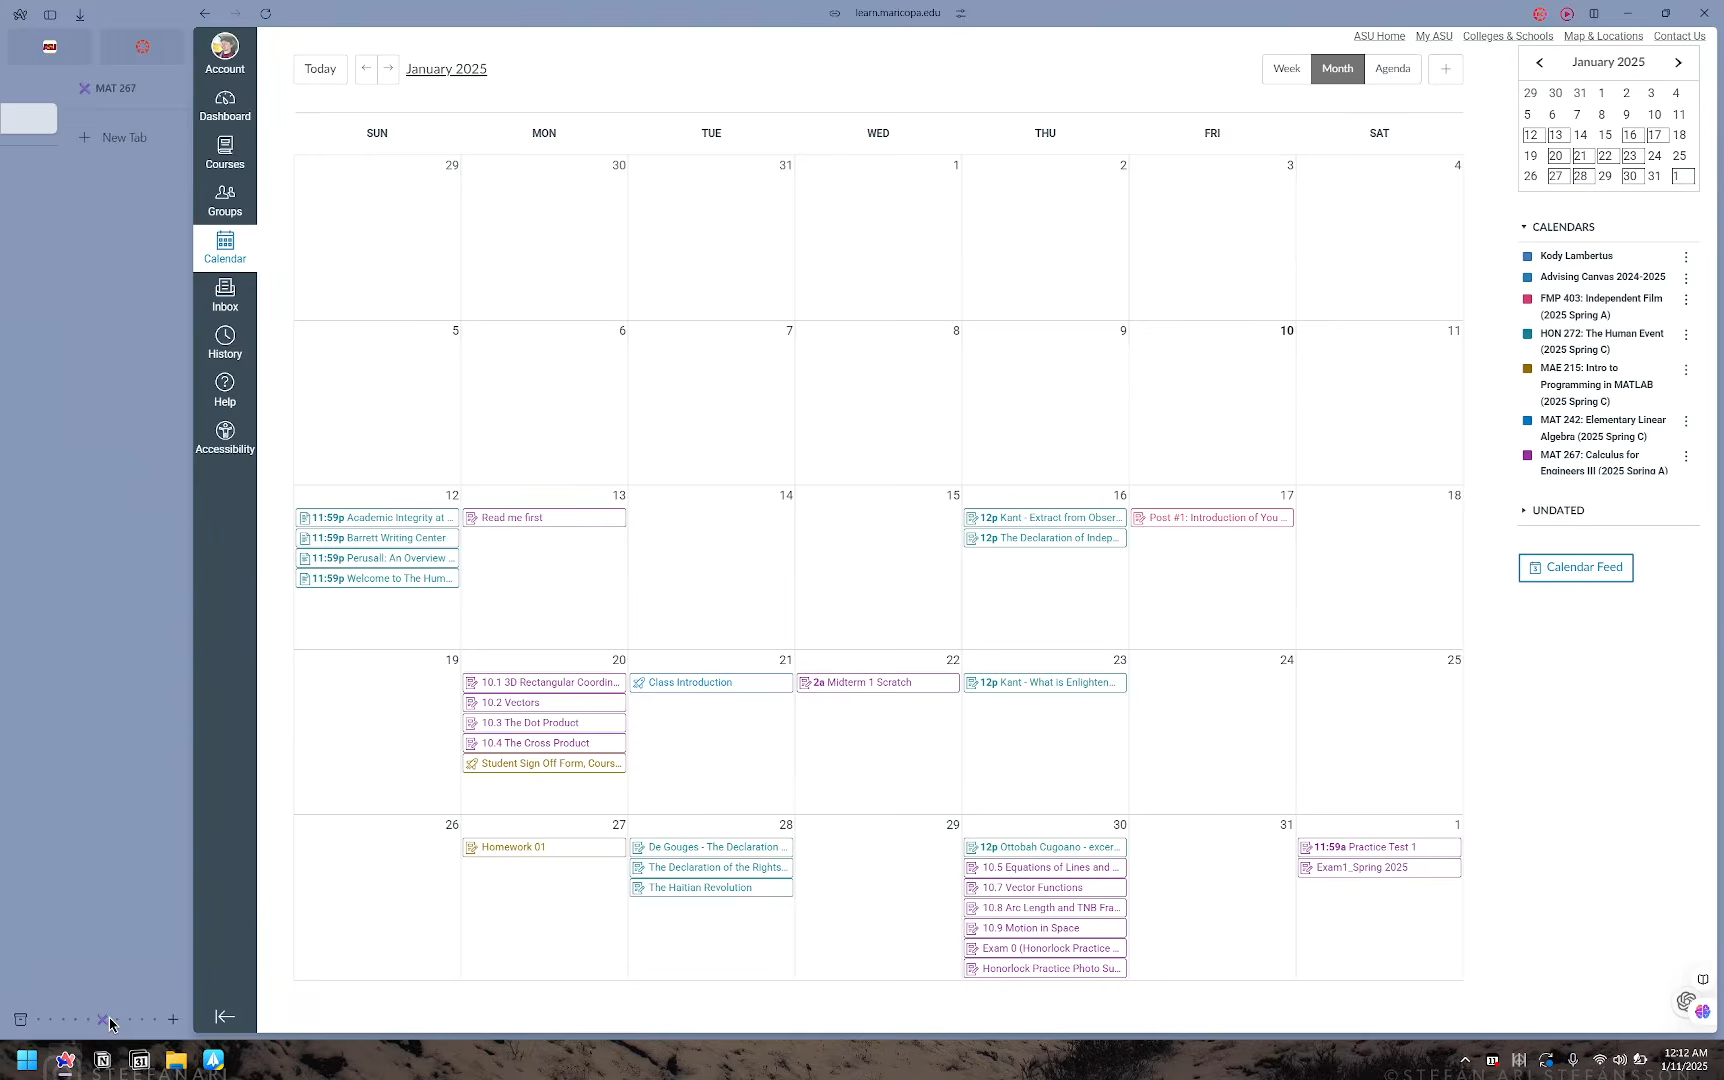 learn.maricopa.edu
MAT 267
New Tab
Account
Dashboard
Courses
Groups
Calendar
Inbox
History
Help
Accessibility
ASU Home My ASU Colleges & Schools Map & Locations Contact Us
Today January 2025 Week Month Agenda
SUN MON TUE WED THU FRI SAT
29 30 31 1 2 3 4
5 6 7 8 9 10 11
12 13 14 15 16 17 18
11:59p Academic Integrity at ...
11:59p Barrett Writing Center
11:59p Perusall: An Overview ...
11:59p Welcome to The Hum...
Read me first
12p Kant - Extract from Obser...
12p The Declaration of Indep...
Post #1: Introduction of You ...
19 20 21 22 23 24 25
10.1 3D Rectangular Coordin...
10.2 Vectors
10.3 The Dot Product
10.4 The Cross Product
Student Sign Off Form, Cours...
Class Introduction
2a Midterm 1 Scratch
12p Kant - What is Enlighten...
26 27 28 29 30 31 1
Homework 01
De Gouges - The Declaration ...
The Declaration of the Rights...
The Haitian Revolution
12p Ottobah Cugoano - excer...
10.5 Equations of Lines and ...
10.7 Vector Functions
10.8 Arc Length and TNB Fra...
10.9 Motion in Space
Exam 0 (Honorlock Practice ...
Honorlock Practice Photo Su...
11:59a Practice Test 1
Exam1_Spring 2025
January 2025
29 30 31 1 2 3 4
5 6 7 8 9 10 11
12 13 14 15 16 17 18
19 20 21 22 23 24 25
26 27 28 29 30 31 1
CALENDARS
Kody Lambertus
Advising Canvas 2024-2025
FMP 403: Independent Film
(2025 Spring A)
HON 272: The Human Event
(2025 Spring C)
MAE 215: Intro to
Programming in MATLAB
(2025 Spring C)
MAT 242: Elementary Linear
Algebra (2025 Spring C)
MAT 267: Calculus for
Engineers III (2025 Spring A)
UNDATED
Calendar Feed
31
12:12 AM
1/11/2025
STEFANARI
©STEFAN ARI STEFANSSO